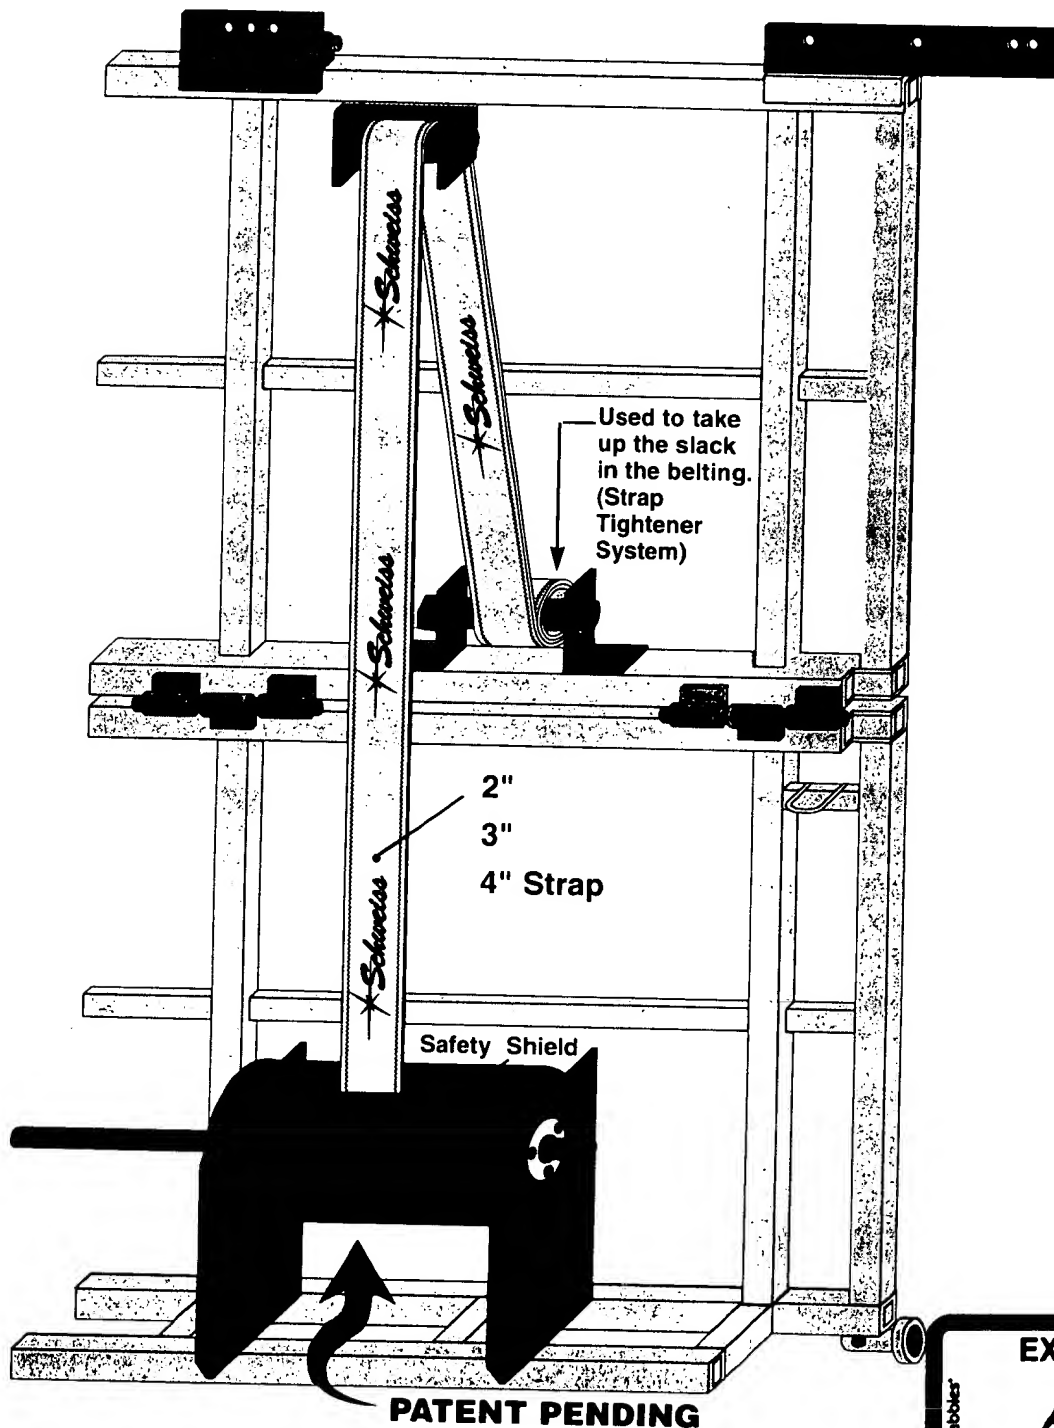 Schweiss
Schweiss
Used to take
up the slack
in the belting.
(Strap
Tightener
System)
Schweiss
2"
3"
4" Strap
Schweiss
Safety Shield
PATENT PENDING